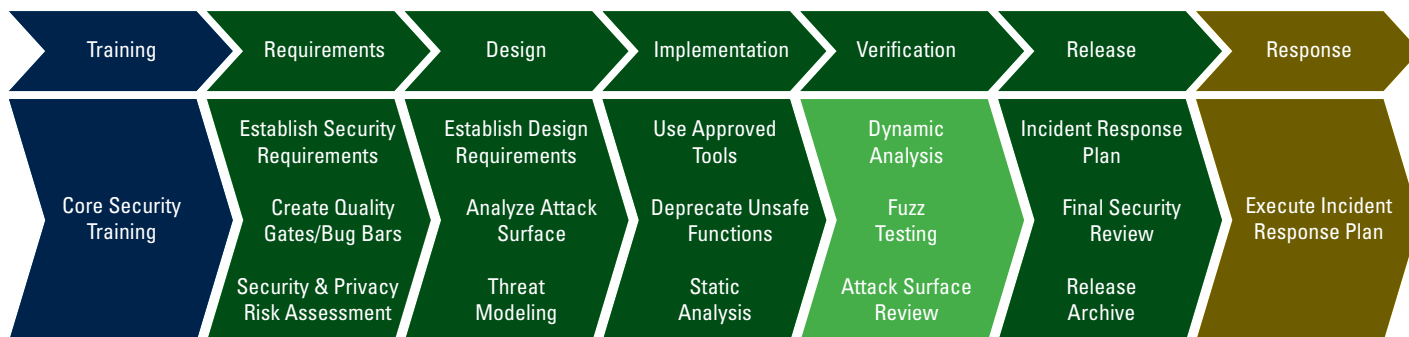 Training
Requirements
Design
Implementation
Verification
Release
Response
Core Security
Training
Establish Security
Requirements
Create Quality
Gates/Bug Bars
Security & Privacy
Risk Assessment
Establish Design
Requirements
Analyze Attack
Surface
Threat
Modeling
Use Approved
Tools
Deprecate Unsafe
Functions
Static
Analysis
Dynamic
Analysis
Fuzz
Testing
Attack Surface
Review
Incident Response
Plan
Final Security
Review
Release
Archive
Execute Incident
Response Plan